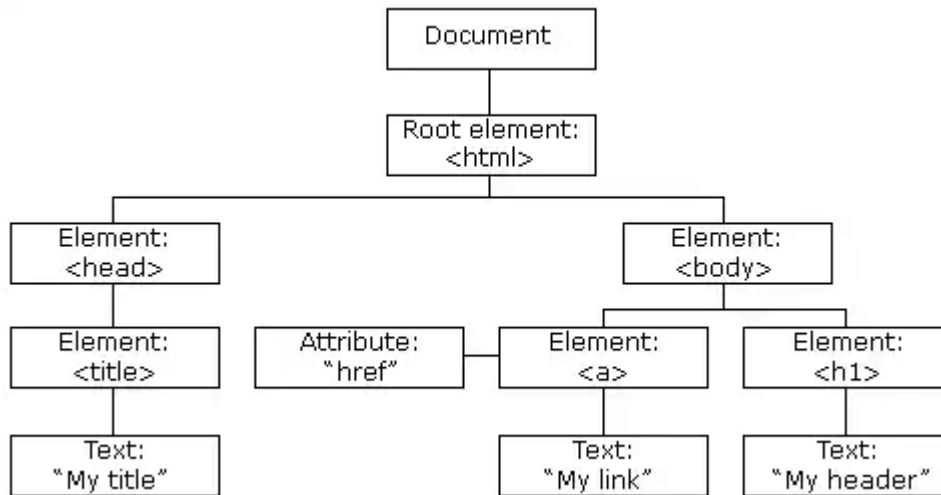 Document
Root element:
<html>
Element:
<head>
Element:
<body>
Element:
<title>
Attribute:
“href”
Element:
<a>
Element:
<h1>
Text:
“My title”
Text:
“My link”
Text:
“My header”